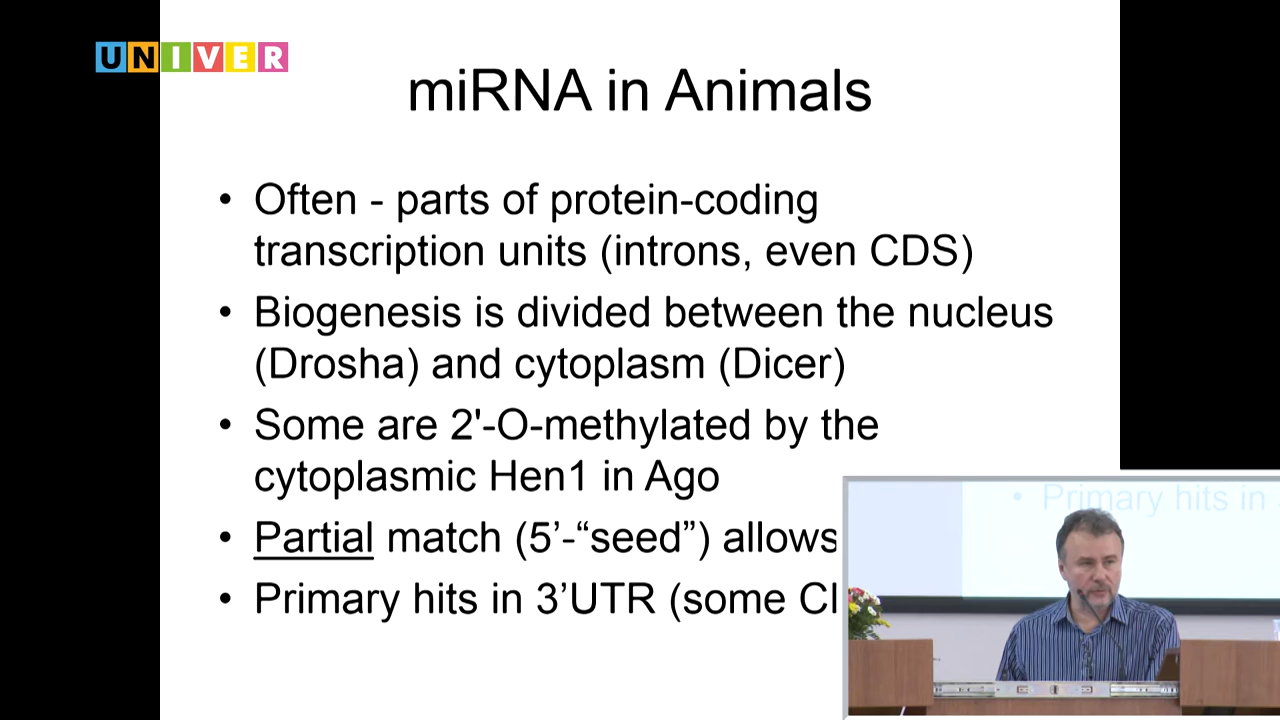 UNIVER
miRNA in Animals
• Often - parts of protein-coding
transcription units (introns, even CDS)
• Biogenesis is divided between the nucleus
(Drosha) and cytoplasm (Dicer)
• Some are 2'-O-methylated by the
cytoplasmic Hen1 in Ago
• Partial match (5’-“seed”) allows
• Primary hits in 3’UTR (some
• Primary hits in